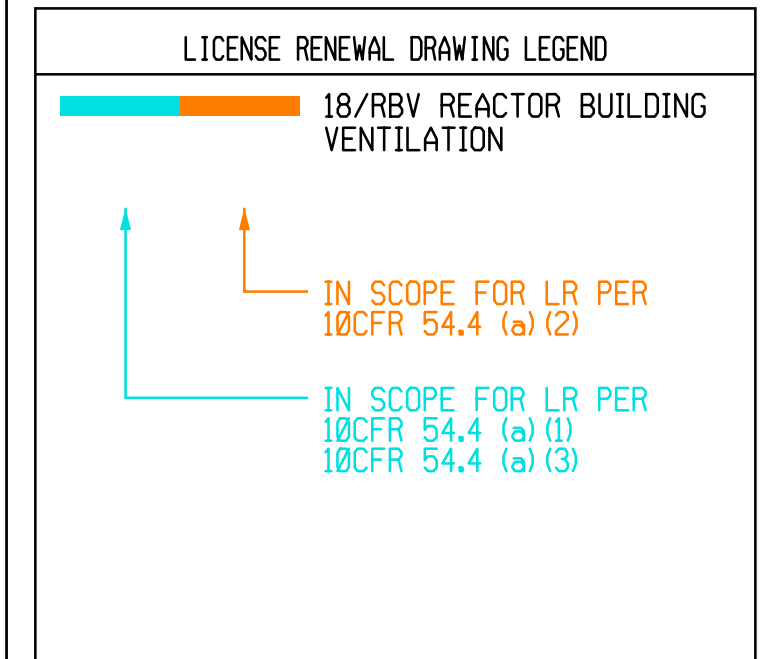 LICENSE RENEWAL DRAWING LEGEND
18/RBV REACTOR BUILDING
VENTILATION
IN SCOPE FOR LR PER
10CFR 54.4 (a)(2)
IN SCOPE FOR LR PER
10CFR 54.4 (a)(1)
10CFR 54.4 (a)(3)